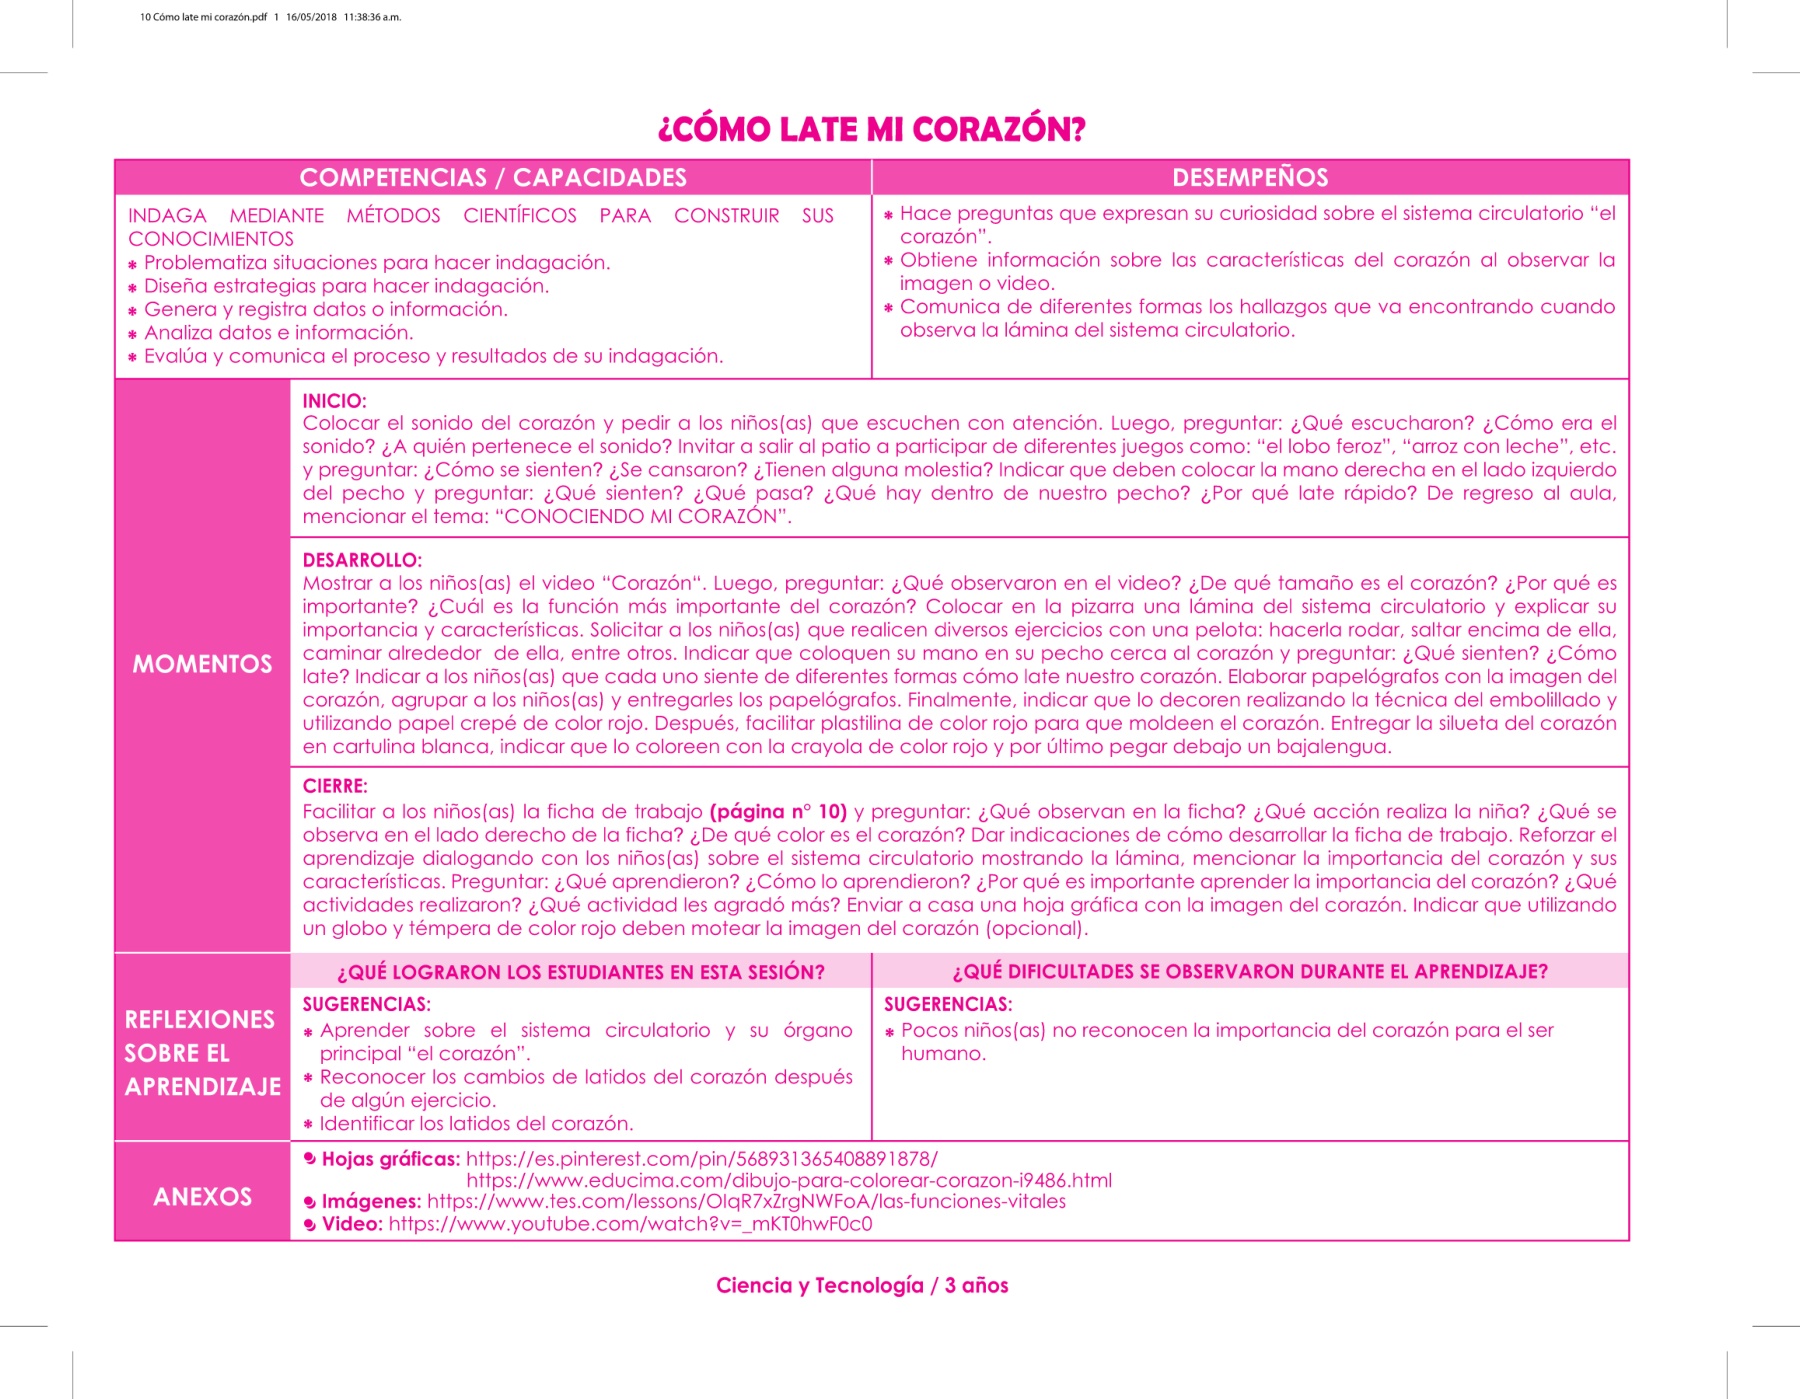 10 Cómo late mi corazón.pdf 1 16/05/2018 11:38:36 a.m.
¿CÓMO LATE MI CORAZÓN?
COMPETENCIAS / CAPACIDADES
INDAGA MEDIANTE MÉTODOS CIENTÍFICOS PARA CONSTRUIR SUS
CONOCIMIENTOS
* Problematiza situaciones para hacer indagación.
* Diseña estrategias para hacer indagación.
* Genera y registra datos o información.
* Analiza datos e información.
* Evalúa y comunica el proceso y resultados de su indagación.
DESEMPEÑOS
* Hace preguntas que expresan su curiosidad sobre el sistema circulatorio “el
corazón”.
* Obtiene información sobre las características del corazón al observar la
imagen o video.
* Comunica de diferentes formas los hallazgos que va encontrando cuando
observa la lámina del sistema circulatorio.
MOMENTOS
INICIO:
Colocar el sonido del corazón y pedir a los niños(as) que escuchen con atención. Luego, preguntar: ¿Qué escucharon? ¿Cómo era el
sonido? ¿A quién pertenece el sonido? Invitar a salir al patio a participar de diferentes juegos como: “el lobo feroz”, “arroz con leche”, etc.
y preguntar: ¿Cómo se sienten? ¿Se cansaron? ¿Tienen alguna molestia? Indicar que deben colocar la mano derecha en el lado izquierdo
del pecho y preguntar: ¿Qué sienten? ¿Qué pasa? ¿Qué hay dentro de nuestro pecho? ¿Por qué late rápido? De regreso al aula,
mencionar el tema: “CONOCIENDO MI CORAZÓN”.
DESARROLLO:
Mostrar a los niños(as) el video “Corazón“. Luego, preguntar: ¿Qué observaron en el video? ¿De qué tamaño es el corazón? ¿Por qué es
importante? ¿Cuál es la función más importante del corazón? Colocar en la pizarra una lámina del sistema circulatorio y explicar su
importancia y características. Solicitar a los niños(as) que realicen diversos ejercicios con una pelota: hacerla rodar, saltar encima de ella,
caminar alrededor de ella, entre otros. Indicar que coloquen su mano en su pecho cerca al corazón y preguntar: ¿Qué sienten? ¿Cómo
late? Indicar a los niños(as) que cada uno siente de diferentes formas cómo late nuestro corazón. Elaborar papelógrafos con la imagen del
corazón, agrupar a los niños(as) y entregarles los papelógrafos. Finalmente, indicar que lo decoren realizando la técnica del embolillado y
utilizando papel crepé de color rojo. Después, facilitar plastilina de color rojo para que moldeen el corazón. Entregar la silueta del corazón
en cartulina blanca, indicar que lo coloreen con la crayola de color rojo y por último pegar debajo un bajalengua.
CIERRE:
Facilitar a los niños(as) la ficha de trabajo (página n° 10) y preguntar: ¿Qué observan en la ficha? ¿Qué acción realiza la niña? ¿Qué se
observa en el lado derecho de la ficha? ¿De qué color es el corazón? Dar indicaciones de cómo desarrollar la ficha de trabajo. Reforzar el
aprendizaje dialogando con los niños(as) sobre el sistema circulatorio mostrando la lámina, mencionar la importancia del corazón y sus
características. Preguntar: ¿Qué aprendieron? ¿Cómo lo aprendieron? ¿Por qué es importante aprender la importancia del corazón? ¿Qué
actividades realizaron? ¿Qué actividad les agradó más? Enviar a casa una hoja gráfica con la imagen del corazón. Indicar que utilizando
un globo y témpera de color rojo deben motear la imagen del corazón (opcional).
REFLEXIONES
SOBRE EL
APRENDIZAJE
¿QUÉ LOGRARON LOS ESTUDIANTES EN ESTA SESIÓN?
SUGERENCIAS:
* Aprender sobre el sistema circulatorio y su órgano
principal “el corazón”.
* Reconocer los cambios de latidos del corazón después
de algún ejercicio.
* Identificar los latidos del corazón.
¿QUÉ DIFICULTADES SE OBSERVARON DURANTE EL APRENDIZAJE?
SUGERENCIAS:
* Pocos niños(as) no reconocen la importancia del corazón para el ser
humano.
ANEXOS
Hojas gráficas: https://es.pinterest.com/pin/568931365408891878/
https://www.educima.com/dibujo-para-colorear-corazon-i9486.html
Imágenes: https://www.tes.com/lessons/OIqR7xZrgNWFoA/las-funciones-vitales
Video: https://www.youtube.com/watch?v=_mKT0hwF0c0
Ciencia y Tecnología / 3 años